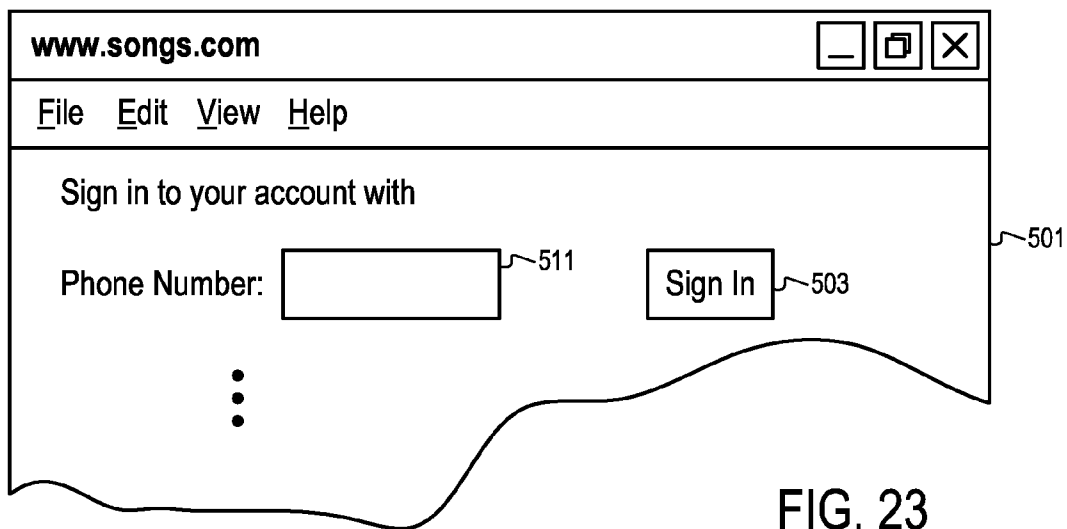 www.songs.com
File Edit View Help
Sign in to your account with
501
Phone Number: 511 Sign In 503
FIG. 23